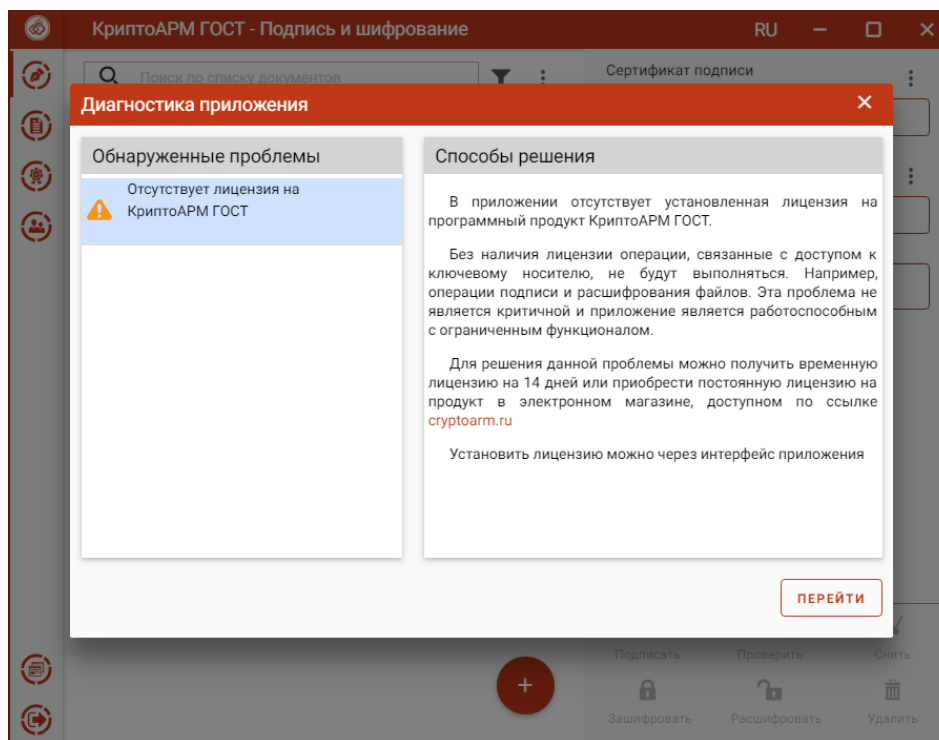 КриптоАРМ ГОСТ - Подпись и шифрование
RU
Поиск по списку документов
Сертификат подписи
Диагностика приложения
Обнаруженные проблемы
Отсутствует лицензия на
КриптоАРМ ГОСТ
Способы решения
В приложении отсутствует установленная лицензия на
программный продукт КриптоАРМ ГОСТ.
Без наличия лицензии операции, связанные с доступом к
ключевому носителю, не будут выполняться. Например,
операции подписи и расшифрования файлов. Эта проблема не
является критичной и приложение является работоспособным
с ограниченным функционалом.
Для решения данной проблемы можно получить временную
лицензию на 14 дней или приобрести постоянную лицензию на
продукт в электронном магазине, доступном по ссылке
cryptoarm.ru
Установить лицензию можно через интерфейс приложения
ПЕРЕЙТИ
Подписать Проверить Снять
Зашифровать Расшифровать Удалить